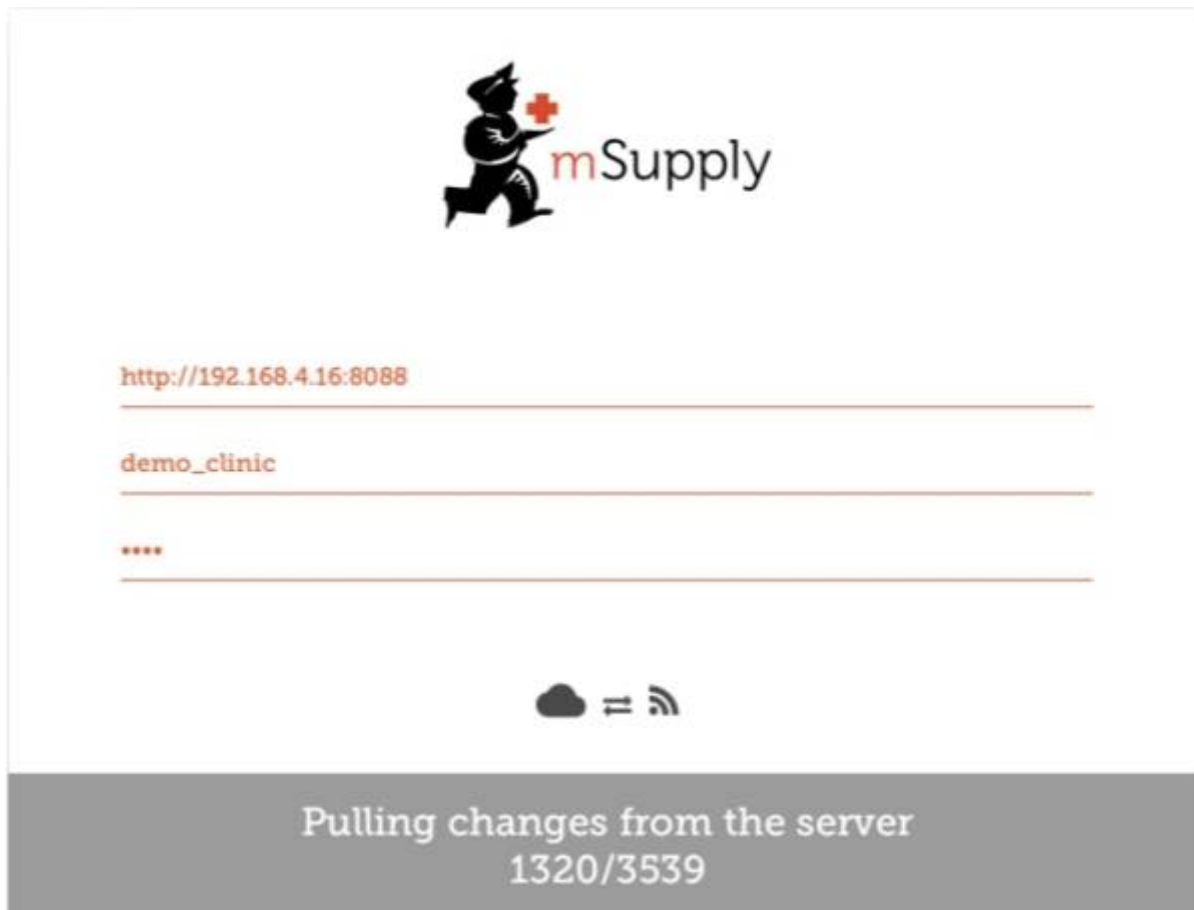 mSupply
http://192.168.4.16:8088
demo_clinic
••••
Pulling changes from the server
1320/3539